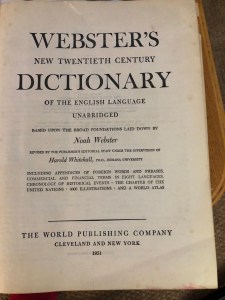 WEBSTER'S
NEW TWENTIETH CENTURY
DICTIONARY
OF THE ENGLISH LANGUAGE
UNABRIDGED
BASED UPON THE BROAD FOUNDATIONS LAID DOWN BY
Noah Webster
REVISED BY THE PUBLISHER'S EDITORIAL STAFF UNDER THE SUPERVISION OF
Harold Whitehall, PH.D., INDIANA UNIVERSITY
INCLUDING APPENDICES OF FOREIGN WORDS AND PHRASES,
COMMERCIAL AND FINANCIAL TERMS IN EIGHT LANGUAGES,
CHRONOLOGY OF HISTORICAL EVENTS · THE CHARTER OF THE
UNITED NATIONS · ILLUSTRATIONS · AND A WORLD ATLAS
THE WORLD PUBLISHING COMPANY
CLEVELAND AND NEW YORK
1951